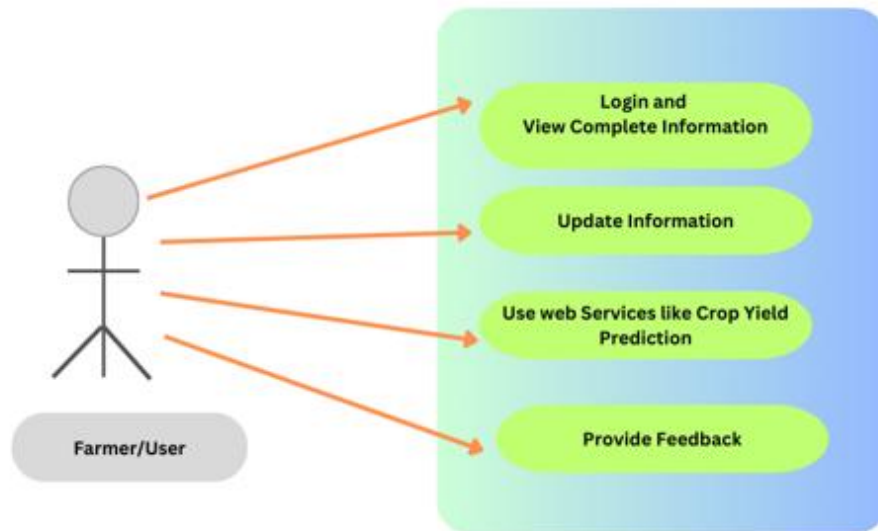 Login and
View Complete Information
Update Information
Use web Services like Crop Yield
Prediction
Provide Feedback
Farmer/User